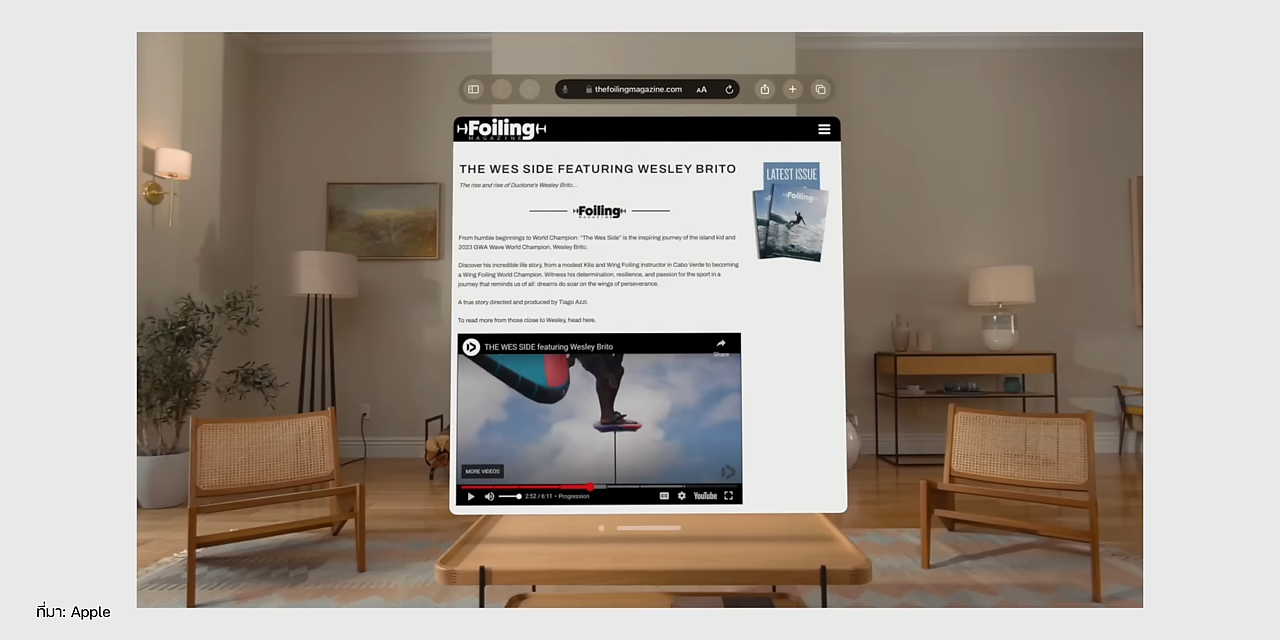 thefoilingmagazine.com AA
Foiling
MAGAZINE
THE WES SIDE FEATURING WESLEY BRITO
The rise and rise of Duotone's Wesley Brito...
LATEST ISSUE
Foiling
Foiling
MAGAZINE
From humble beginnings to World Champion: "The Wes Side" is the inspiring journey of the island kid and
2023 GWA Wave World Champion, Wesley Brito.
Discover his incredible life story, from a modest Kite and Wing Foiling instructor in Cabo Verde to becoming
a Wing Foiling World Champion. Witness his determination, resilience, and passion for the sport in a
journey that reminds us of all: dreams do soar on the wings of perseverance.
A true story directed and produced by Tiago Azzi.
To read more from those close to Wesley, head here.
THE WES SIDE featuring Wesley Brito
Share
MORE VIDEOS
2:52 / 6:11 • Progression
CC
YouTube
ที่มา: Apple